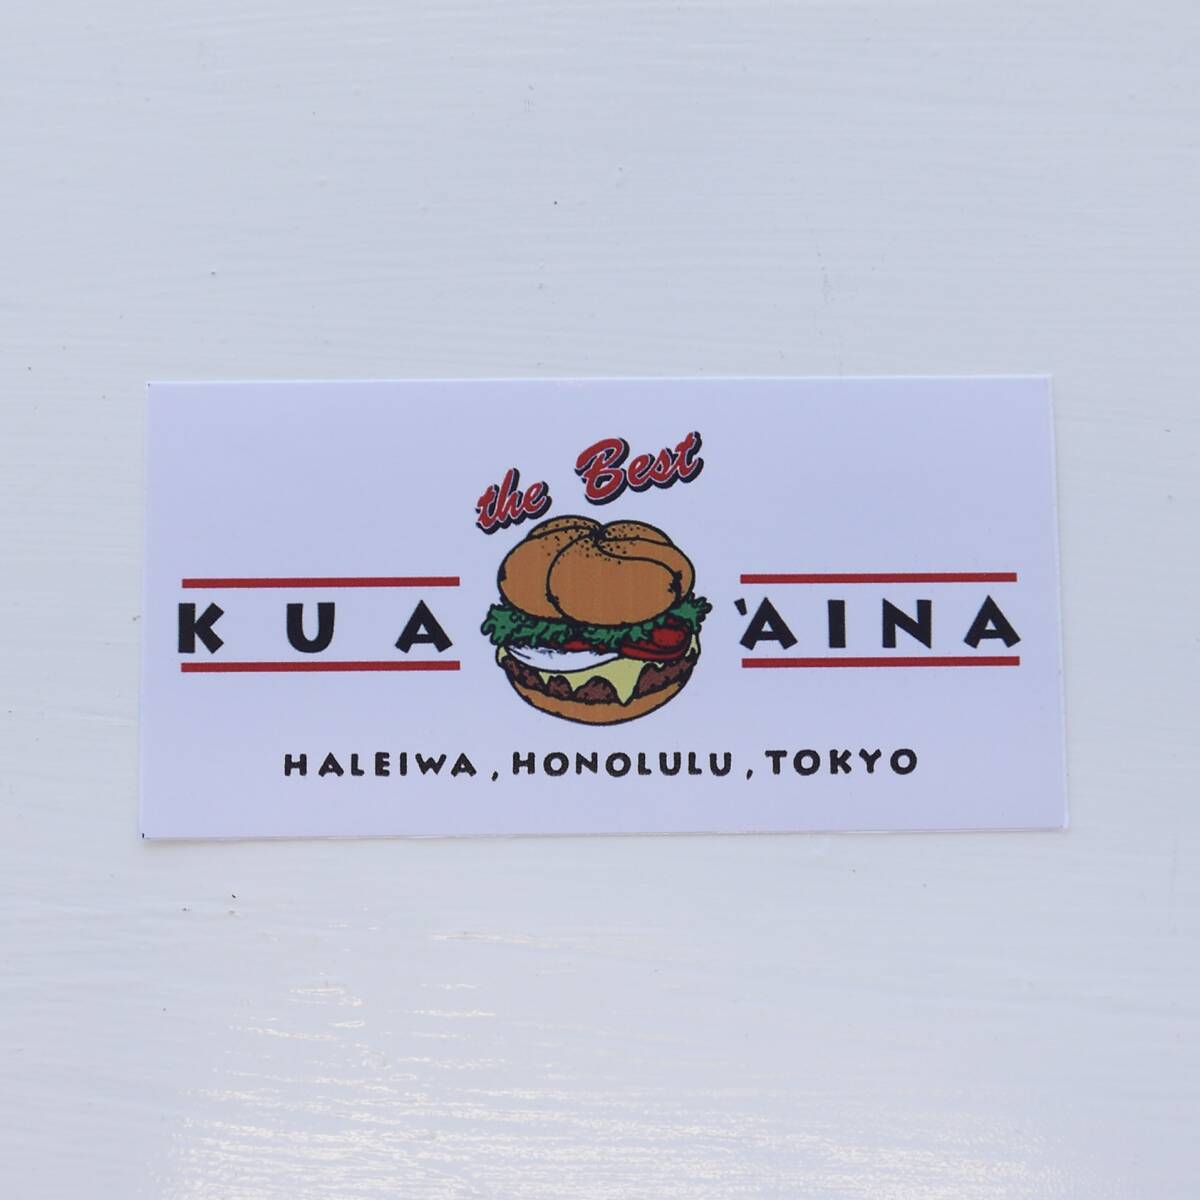 the Best
KUA 'AINA
HALEIWA, HONOLULU, TOKYO